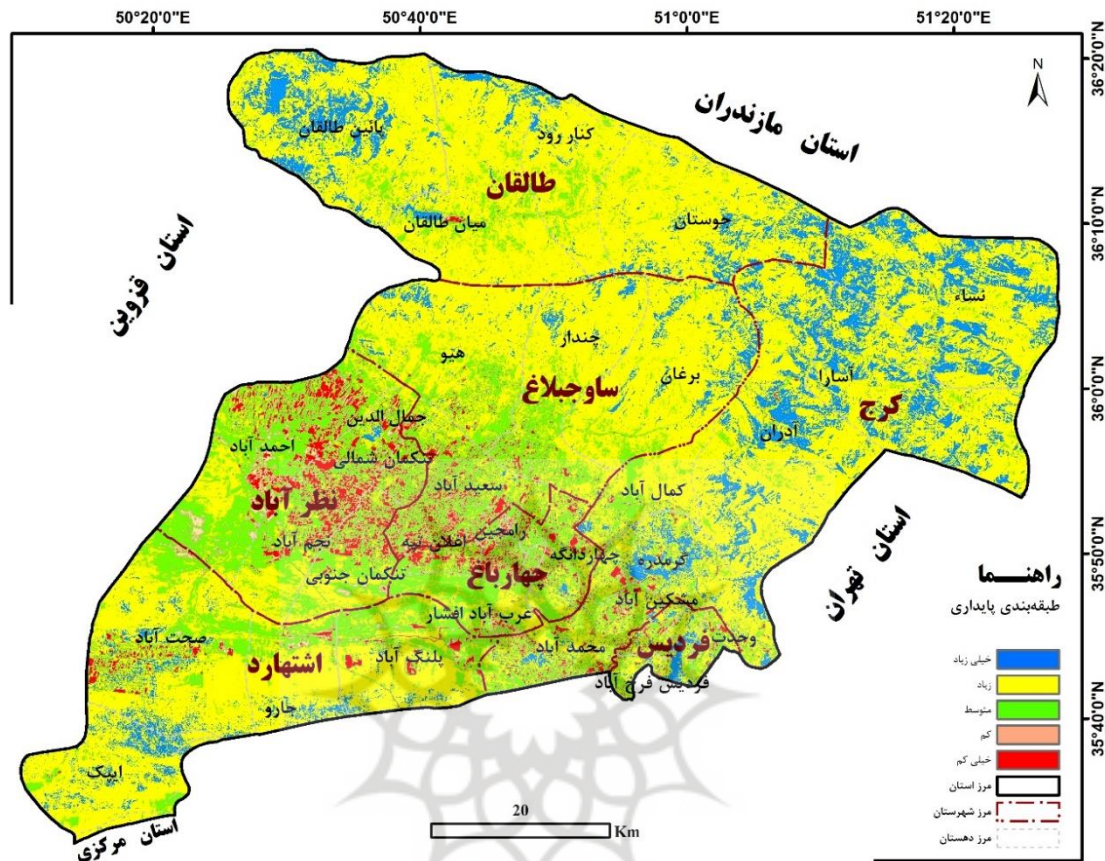 50°20'0"E
50°40'0"E
51°0'0"E
51°20'0"E
36°20'0"N
36°10'0"N
36°0'0"N
35°50'0"N
35°40'0"N
N
استان مازندران
استان قزوین
استان تهران
استان مرکزی
پائین طالقان
کنار رود
طالقان
میان طالقان
جوستان
نساء
چندار
هیو
برغان
ساوجبلاغ
آسارا
کرج
آدران
جمال الدین
احمد آباد
تنکمان شمالی
سعید آباد
کمال آباد
نظر آباد
رامجین
نجم آباد
چهاردانگه
گرمدره
تنکمان جنوبی
چهارباغ
مشکین آباد
عرب آباد افشار
وحدت
فردیس
صحت آباد
محمد آباد
پلنگ آباد
اشتهارد
فردیس فرخ آباد
جارو
ایپک
راهنــما
طبقه‌بندی پایداری
خیلی زیاد
زیاد
متوسط
کم
خیلی کم
مرز استان
مرز شهرستان
مرز دهستان
20
Km